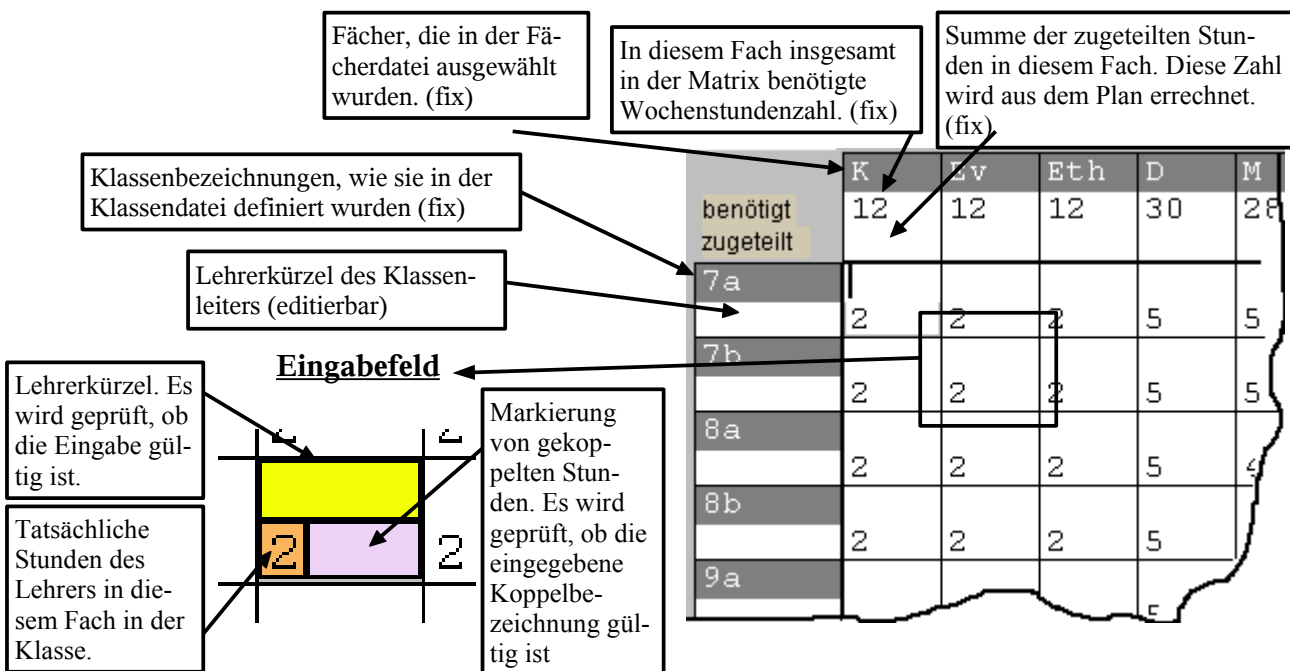 Fächer, die in der Fä-
cherdatei ausgewählt
wurden. (fix)
In diesem Fach insgesamt
in der Matrix benötigte
Wochenstundenzahl. (fix)
Summe der zugeteilten Stun-
den in diesem Fach. Diese Zahl
wird aus dem Plan errechnet.
(fix)
Klassenbezeichnungen, wie sie in der
Klassendatei definiert wurden (fix)
Lehrerkürzel des Klassen-
leiters (editierbar)
K Ev Eth D M
benötigt 12 12 12 30 28
zugeteilt
7a
2 2 2 5 5
7b
2 2 2 5 5
8a
2 2 2 5 4
8b
2 2 2 5
9a
5
Eingabefeld
Lehrerkürzel. Es
wird geprüft, ob
die Eingabe gül-
tig ist.
Tatsächliche
Stunden des
Lehrers in die-
sem Fach in der
Klasse.
2 2
Markierung
von gekop-
pelten Stun-
den. Es wird
geprüft, ob die
eingegebene
Koppelbe-
zeichnung gül-
tig ist